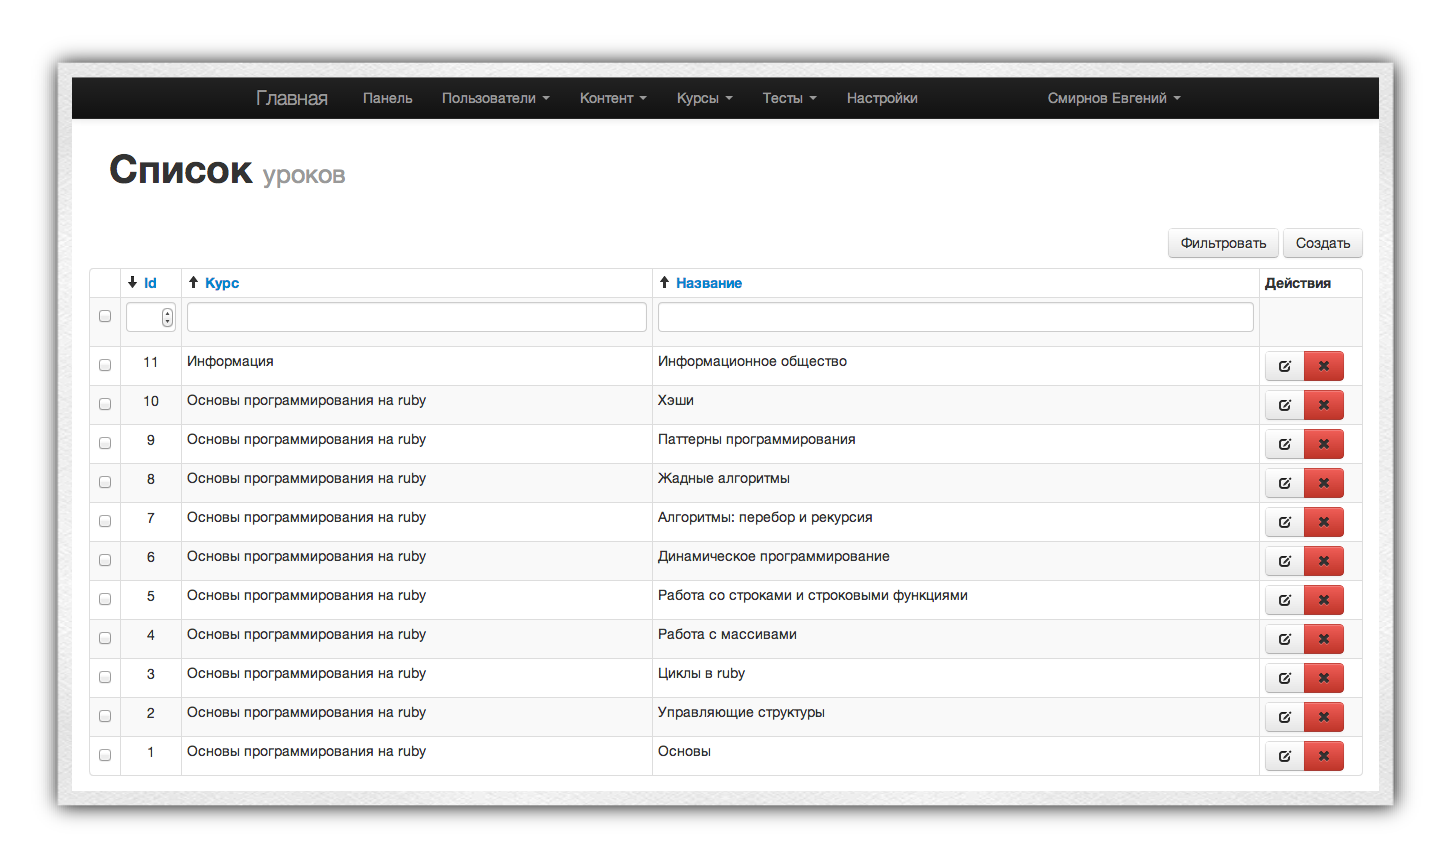 Главная Панель Пользователи Контент Курсы Тесты Настройки Смирнов Евгений
Список уроков
Фильтровать Создать
Id Курс Название Действия
11 Информация Информационное общество
10 Основы программирования на ruby Хэши
9 Основы программирования на ruby Паттерны программирования
8 Основы программирования на ruby Жадные алгоритмы
7 Основы программирования на ruby Алгоритмы: перебор и рекурсия
6 Основы программирования на ruby Динамическое программирование
5 Основы программирования на ruby Работа со строками и строковыми функциями
4 Основы программирования на ruby Работа с массивами
3 Основы программирования на ruby Циклы в ruby
2 Основы программирования на ruby Управляющие структуры
1 Основы программирования на ruby Основы